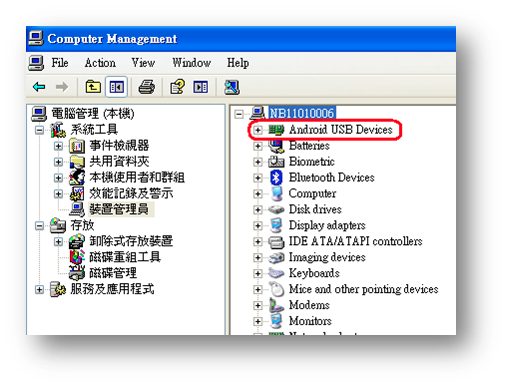 Computer Management
File Action View Window Help
電腦管理 (本機)
系統工具
事件檢視器
共用資料夾
本機使用者和群組
效能記錄及警示
裝置管理員
存放
卸除式存放裝置
磁碟重組工具
磁碟管理
服務及應用程式
NB11010006
Android USB Devices
Batteries
Biometric
Bluetooth Devices
Computer
Disk drives
Display adapters
IDE ATA/ATAPI controllers
Imaging devices
Keyboards
Mice and other pointing devices
Modems
Monitors